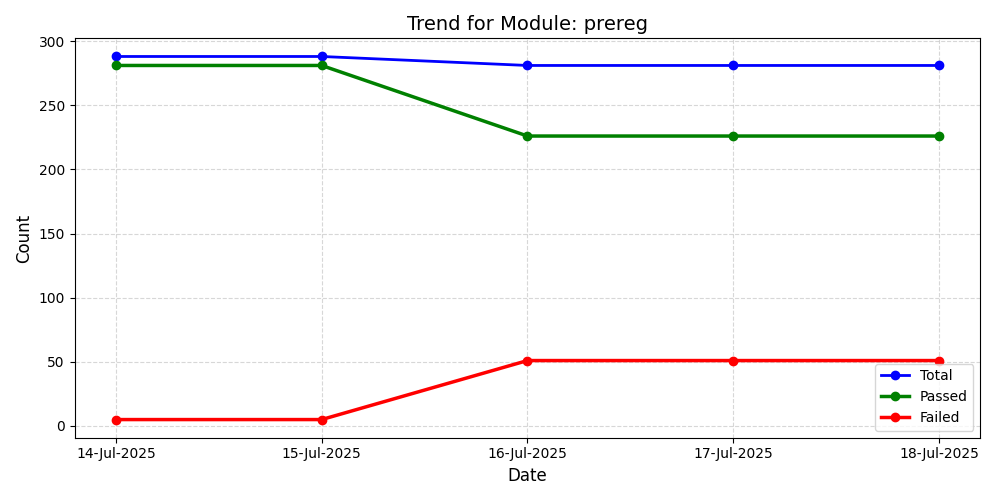 Trend for Module: prereg
300
250
200
150
100
50
0
Count
14-Jul-2025 15-Jul-2025 16-Jul-2025 17-Jul-2025 18-Jul-2025
Date
Total
Passed
Failed